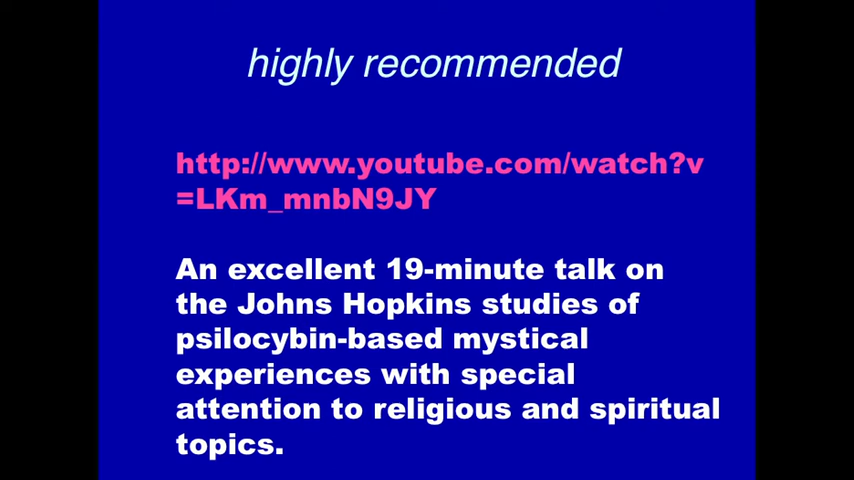 highly recommended
http://www.youtube.com/watch?v
=LKm_mnbN9JY
An excellent 19-minute talk on
the Johns Hopkins studies of
psilocybin-based mystical
experiences with special
attention to religious and spiritual
topics.